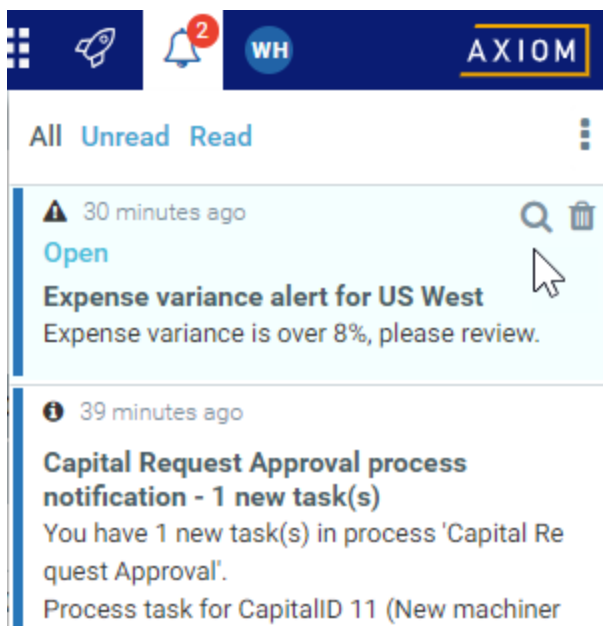 2
WH
AXIOM
All Unread Read
30 minutes ago
Open
Expense variance alert for US West
Expense variance is over 8%, please review.
39 minutes ago
Capital Request Approval process
notification - 1 new task(s)
You have 1 new task(s) in process 'Capital Re
quest Approval'.
Process task for CapitalID 11 (New machiner